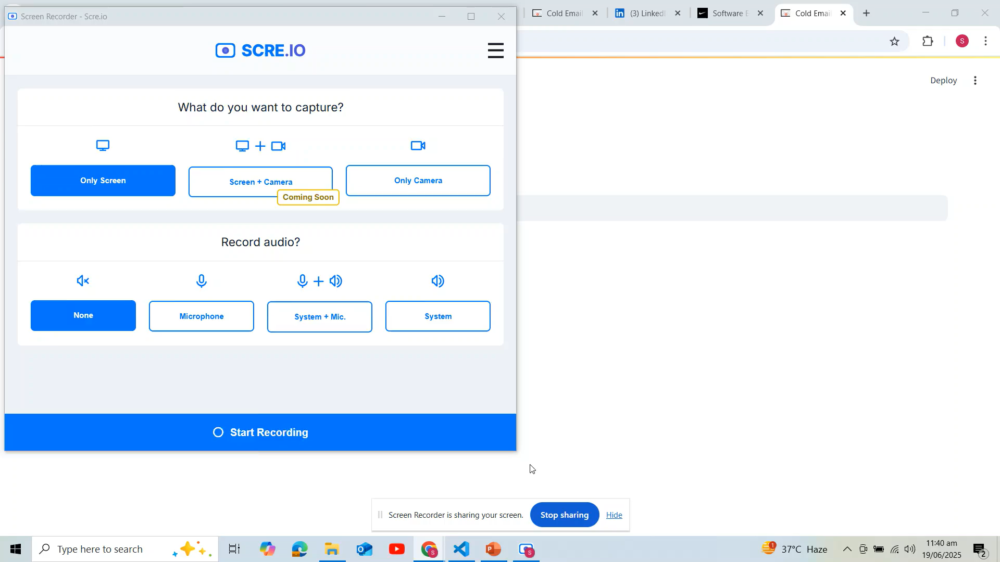 Screen Recorder - Scre.io
Cold Email
(3) LinkedI
Software E
Cold Email
S
SCRE.IO
Deploy
What do you want to capture?
Only Screen
Screen + Camera
Only Camera
Coming Soon
Record audio?
None
Microphone
System + Mic.
System
Start Recording
Screen Recorder is sharing your screen.
Stop sharing
Hide
Type here to search
1
37°C Haze
11:40 am
19/06/2025
2